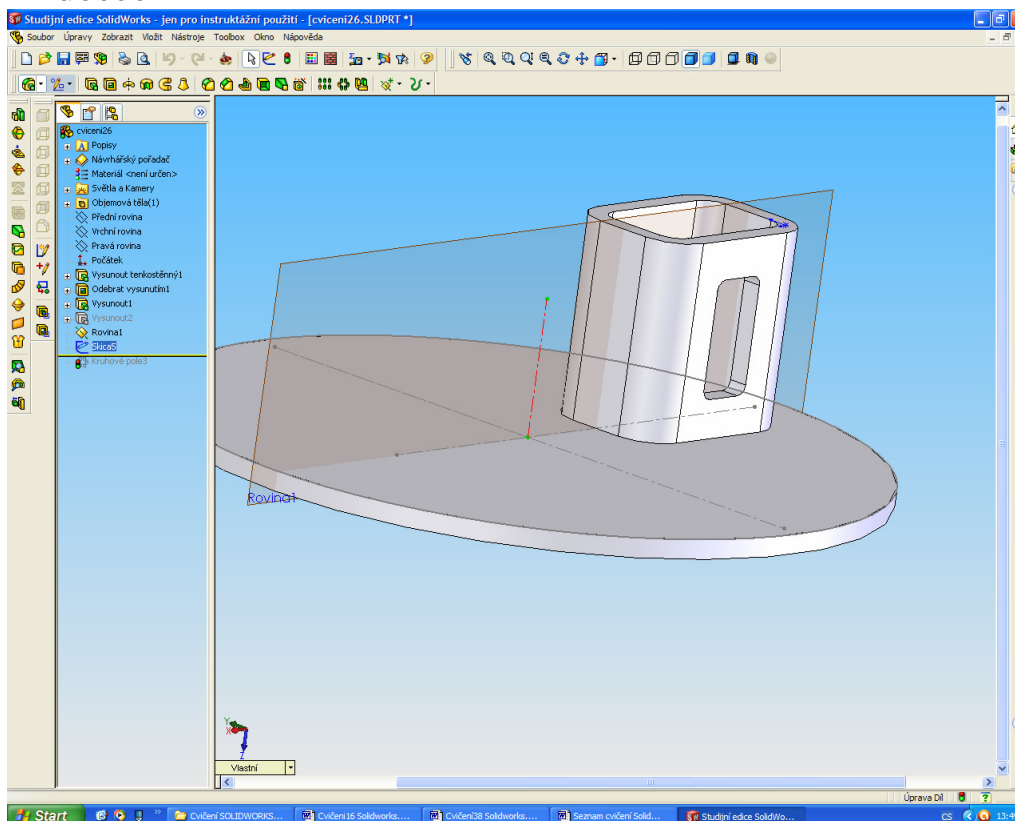 Studijní edice SolidWorks - jen pro instruktážní použití - [cviceni26.SLDPRT *]
Soubor Úpravy Zobrazit Vložit Nástroje Toolbox Okno Nápověda
cviceni26
Popisy
Návrhářský pořadač
Materiál <není určen>
Světla a Kamery
Objemová těla(1)
Přední rovina
Vrchní rovina
Pravá rovina
Počátek
Vysunout tenkostěnný1
Odebrat vysunutím1
Vysunout1
Vysunout2
Rovina1
Skica5
Kruhové pole3
Rovina1
Y
X
Z
Vlastní
Úprava Díl
Start
Cvičení SOLIDWORKS...
Cvičení16 Solidworks....
Cvičení38 Solidworks....
Seznam cvičení Solid...
Studijní edice SolidWo...
CS